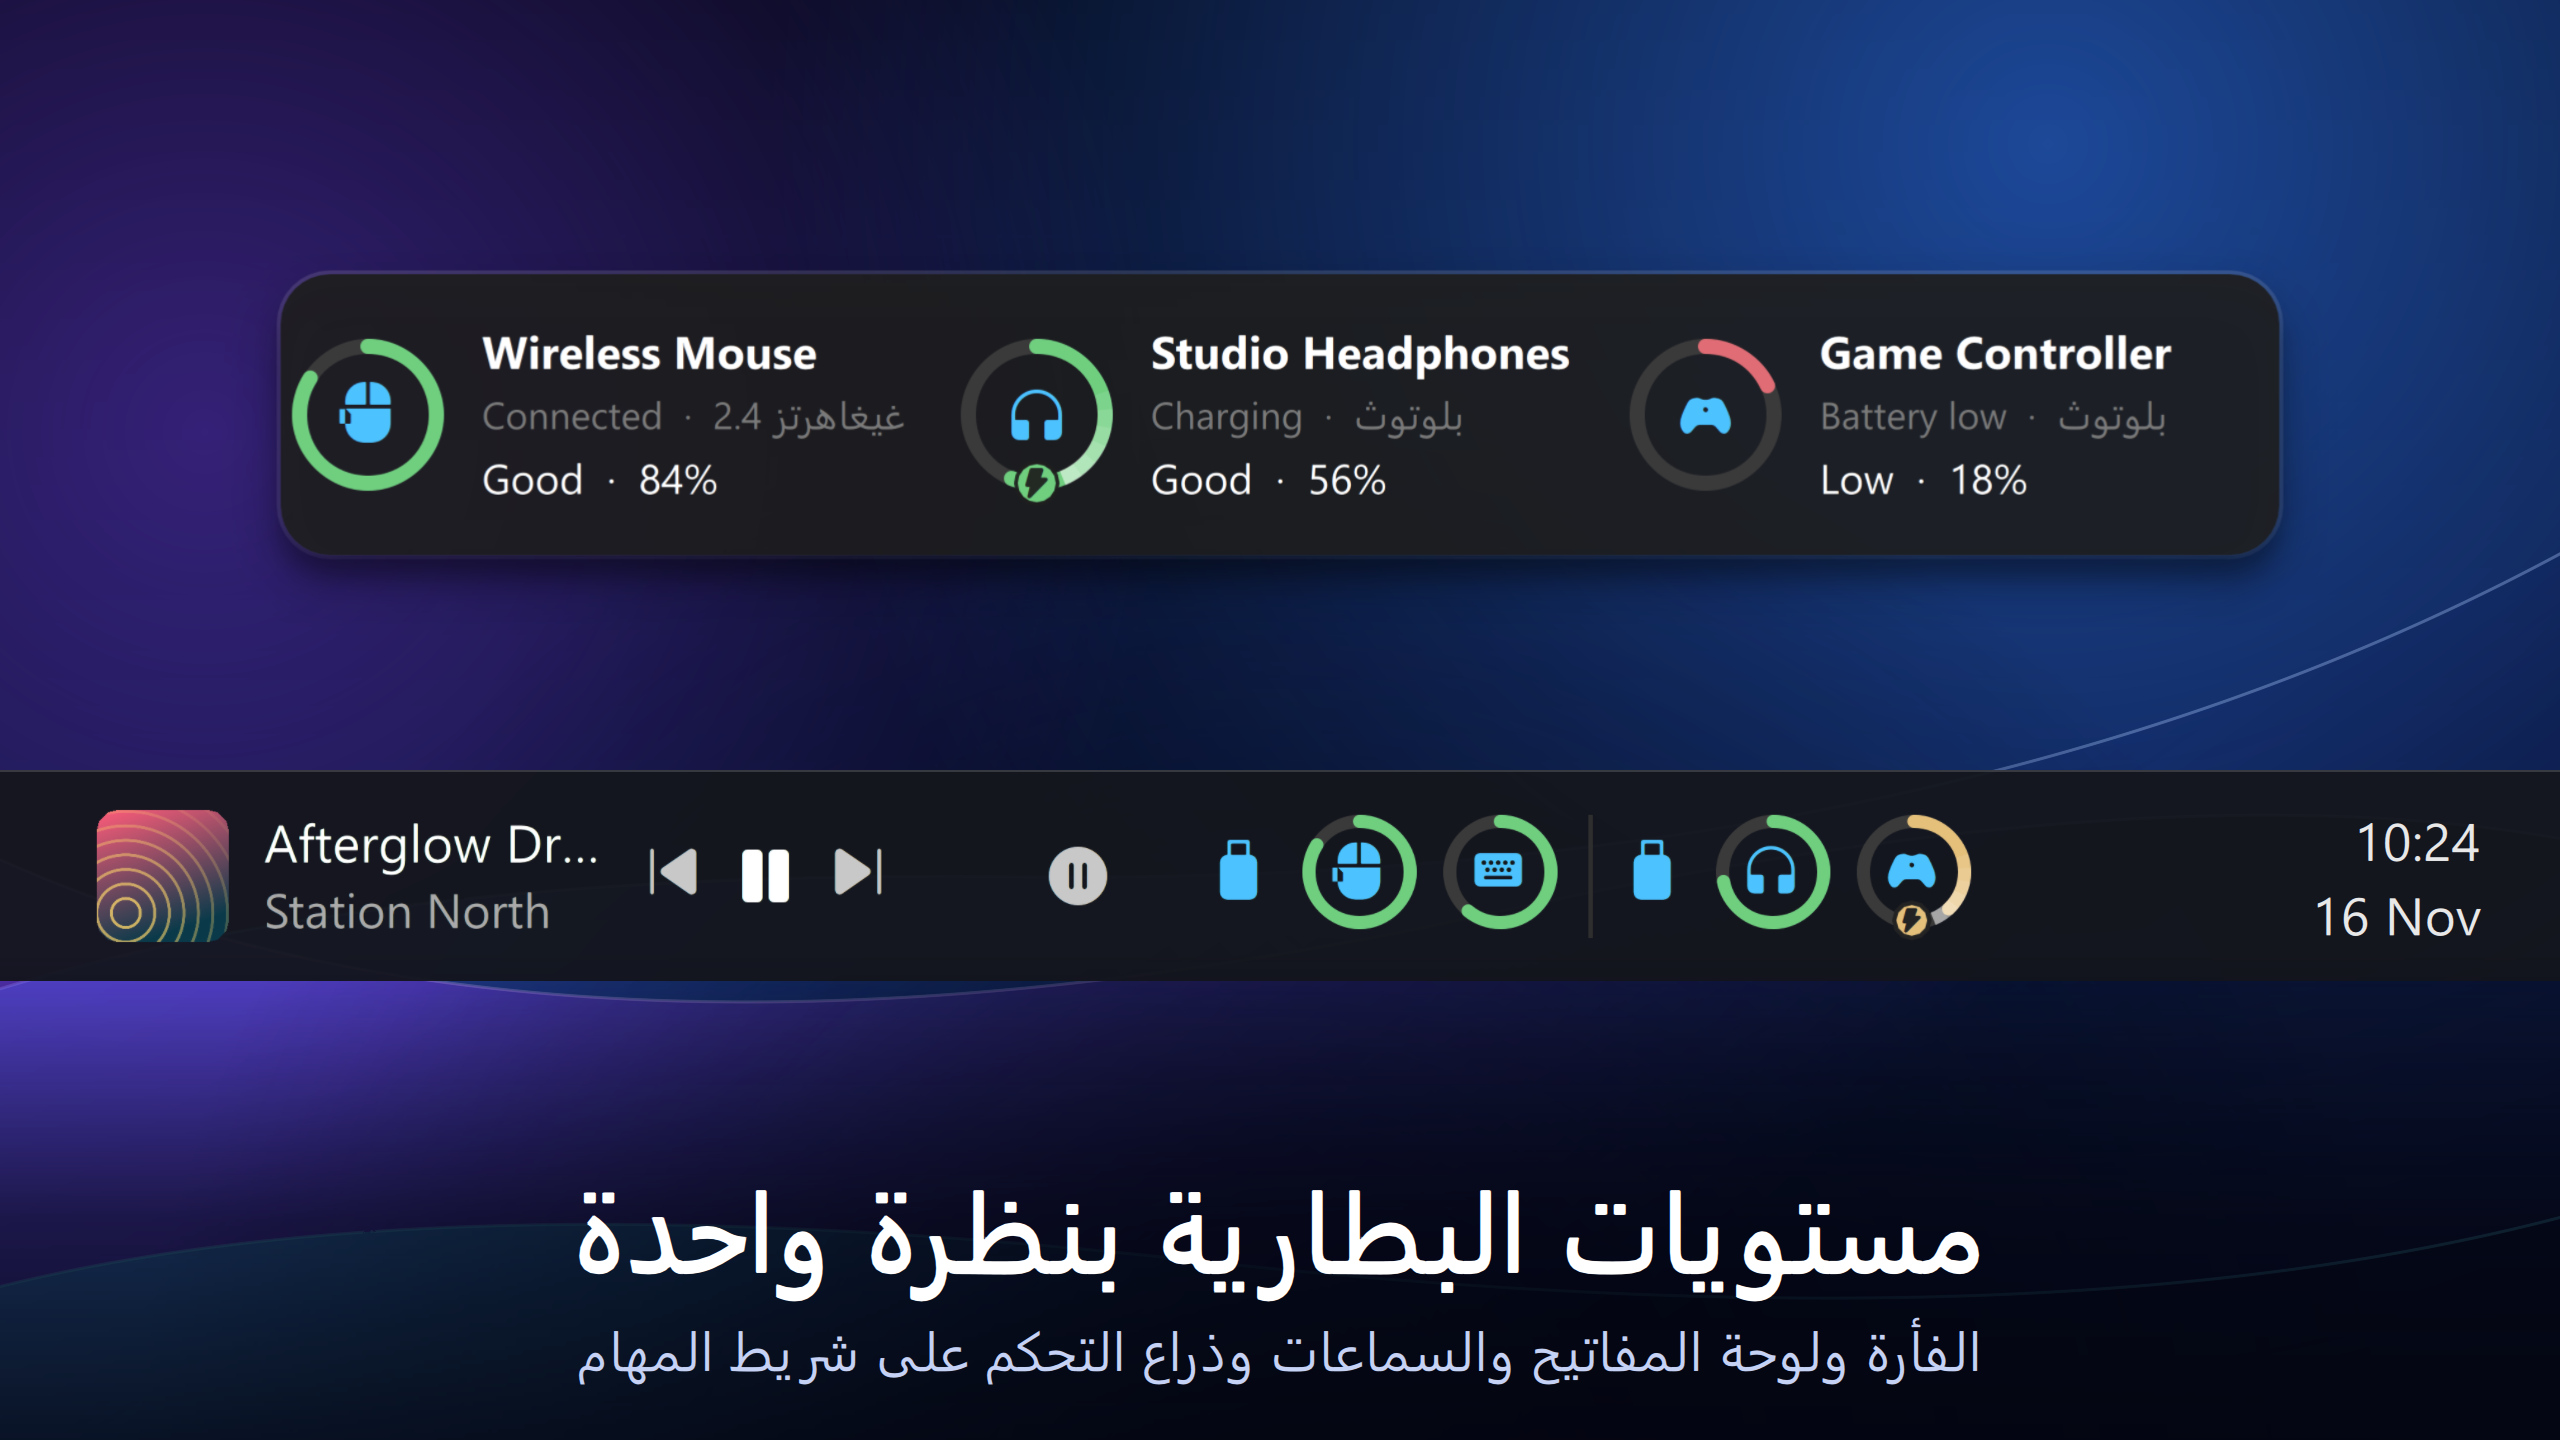 Wireless Mouse
Connected · 2.4 غيغاهرتز
Good · 84%
Studio Headphones
Charging · بلوتوث
Good · 56%
Game Controller
Battery low · بلوتوث
Low · 18%
Afterglow Dr...
Station North
10:24
16 Nov
مستويات البطارية بنظرة واحدة
الفأرة ولوحة المفاتيح والسماعات وذراع التحكم على شريط المهام